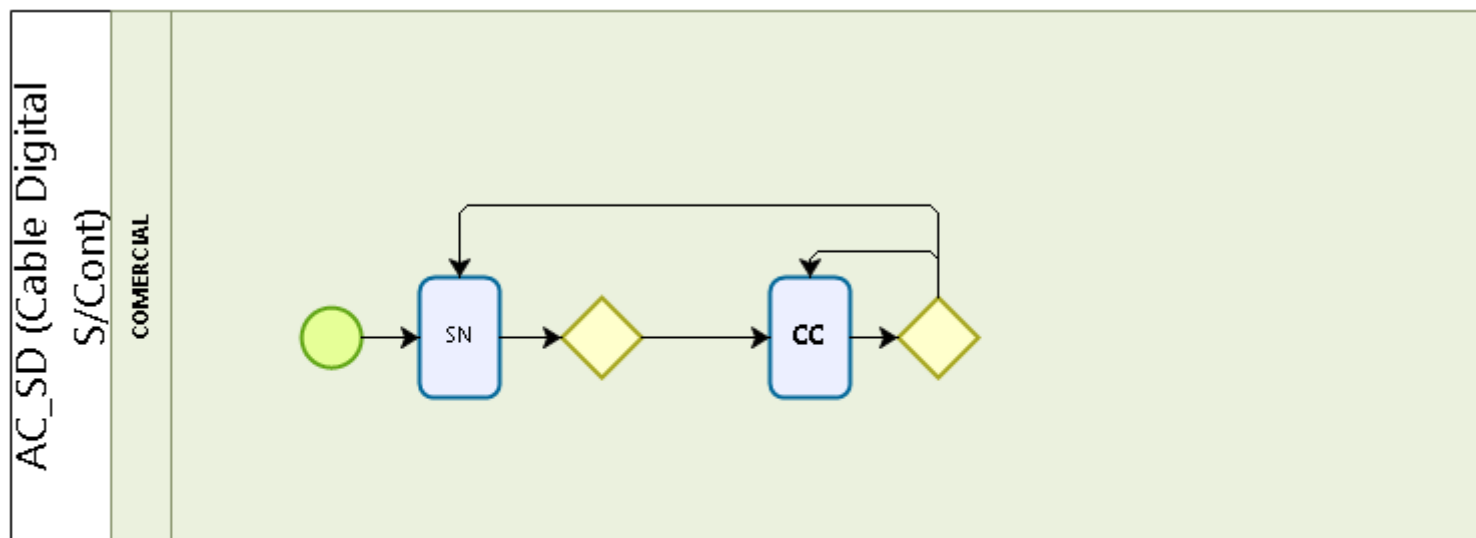 AC_SD (Cable Digital
S/Cont)
COMERCIAL
SN
CC